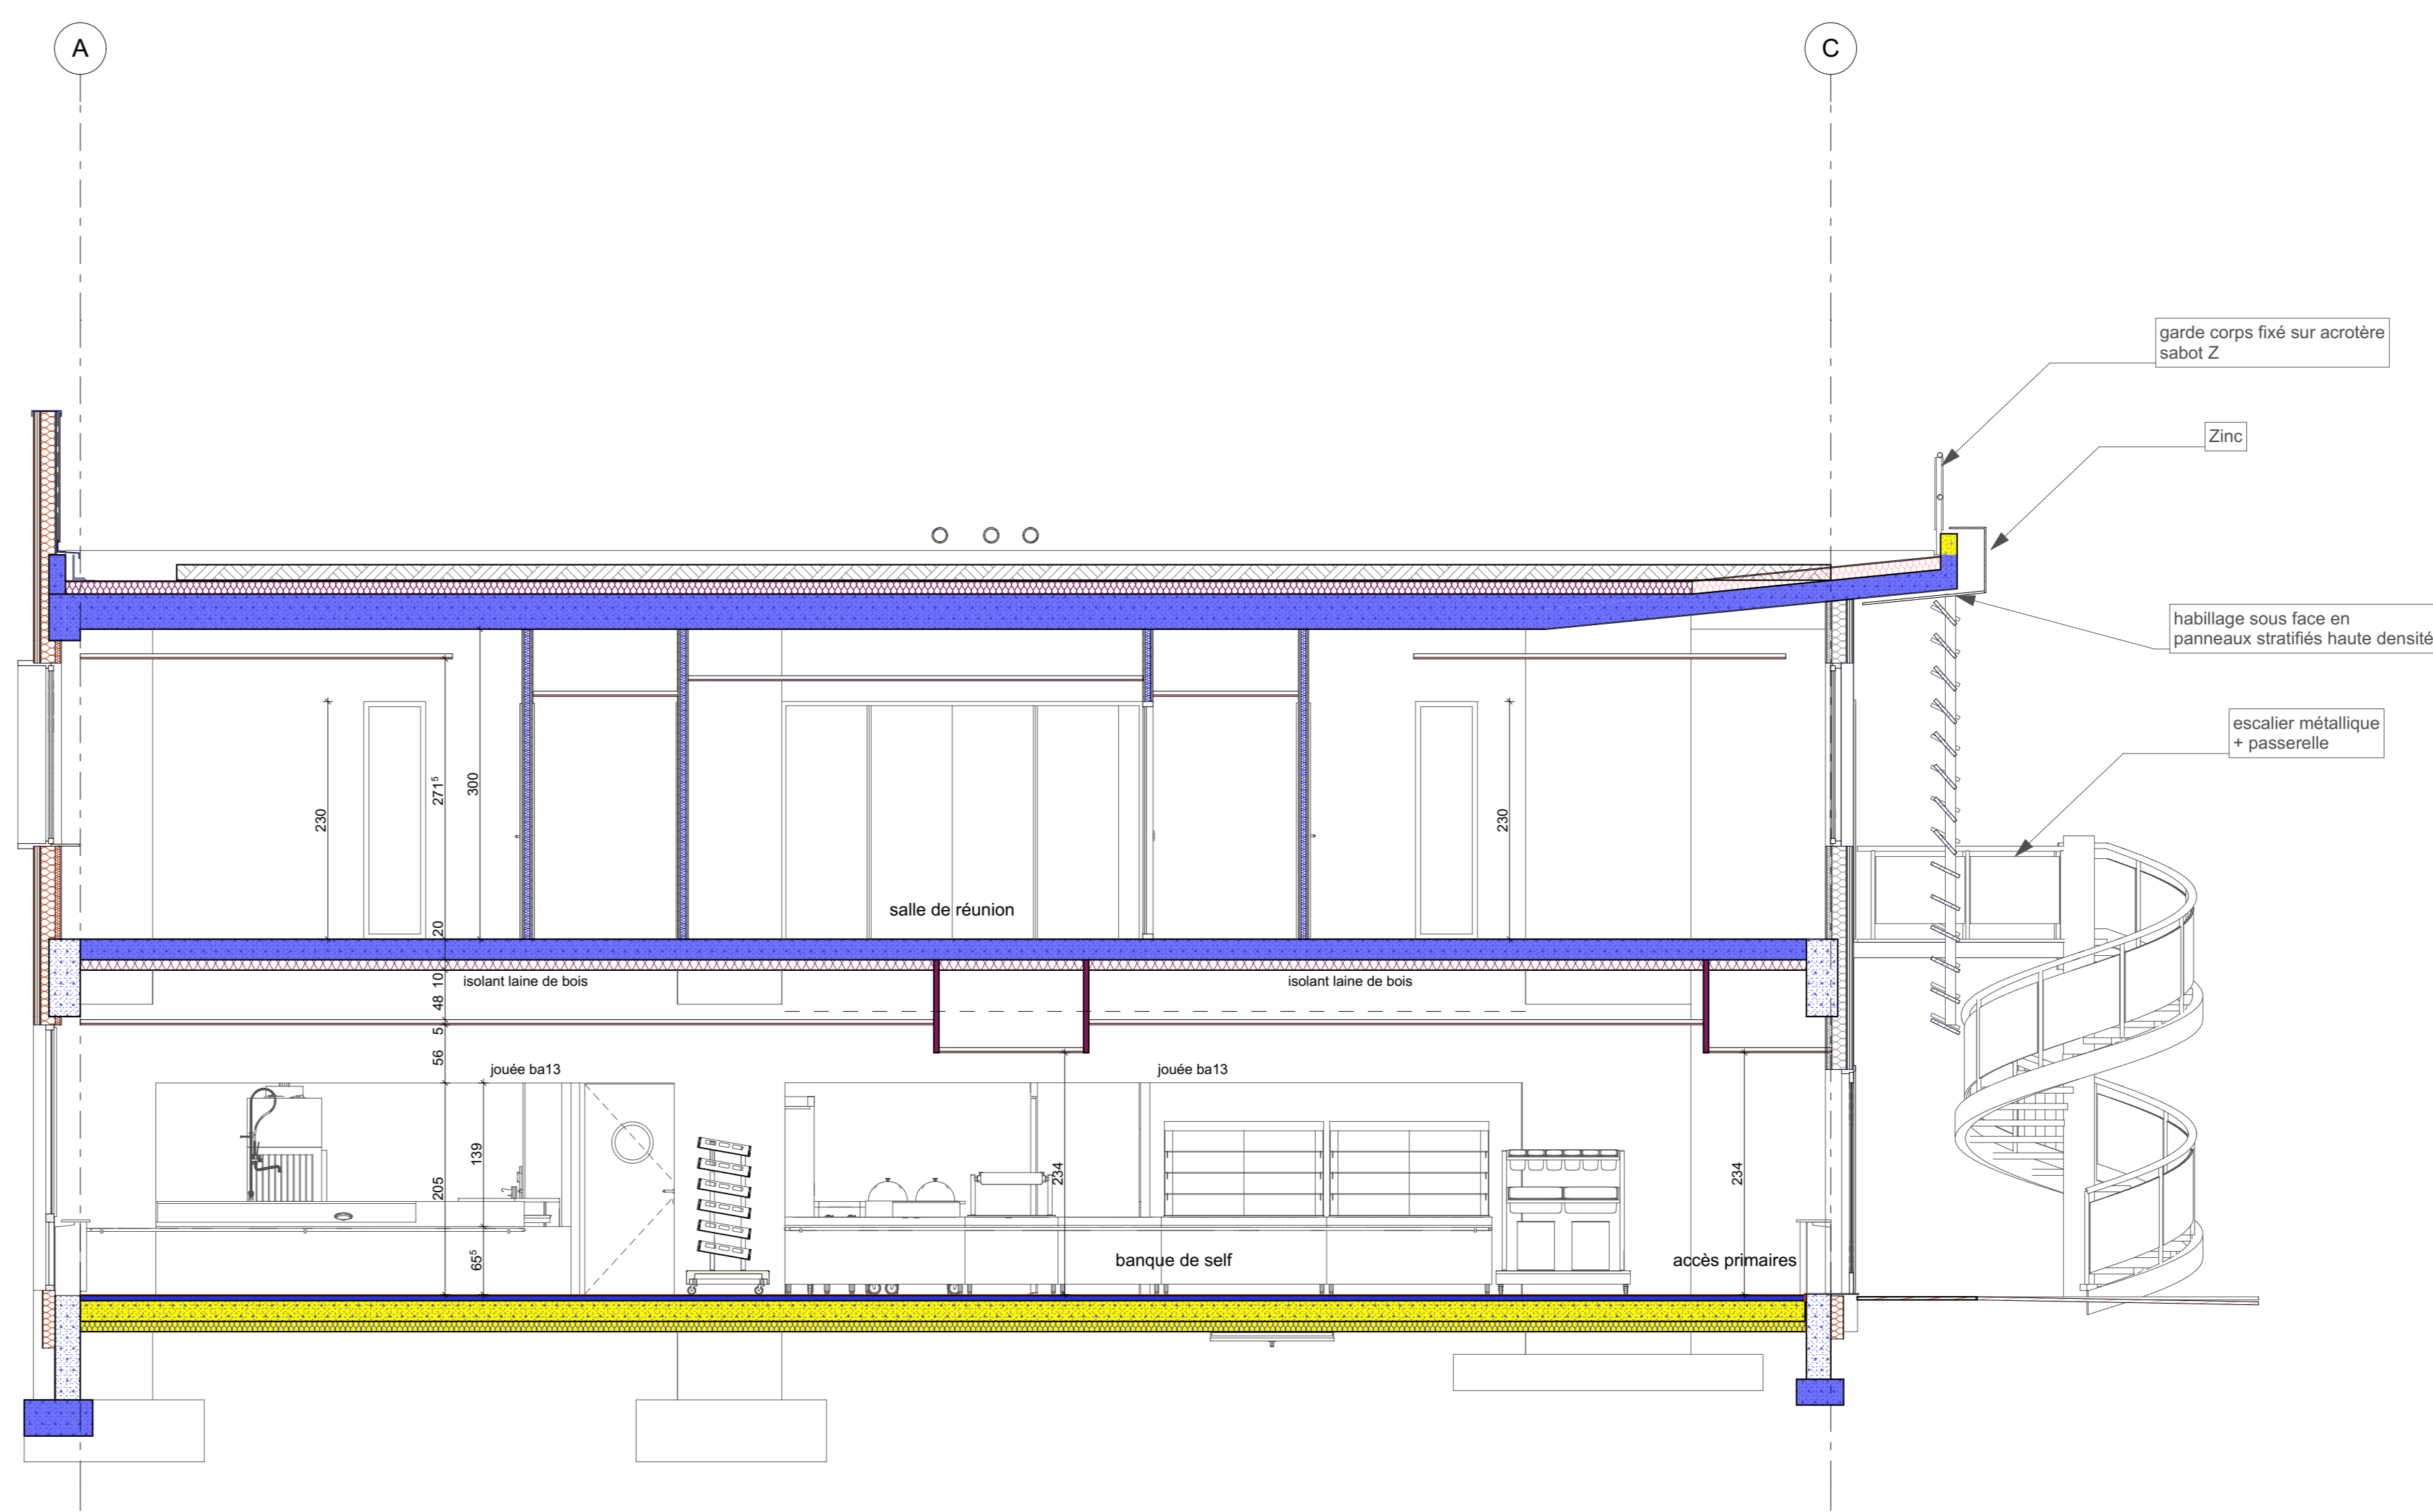 A
C
garde corps fixé sur acrotère
sabot Z
Zinc
habillage sous face en
panneaux stratifiés haute densité
escalier métallique
+ passerelle
230
271⁵
300
230
salle de réunion
20
isolant laine de bois
isolant laine de bois
10
48
5
56
jouée ba13
jouée ba13
139
205
234
234
65⁵
banque de self
accès primaires